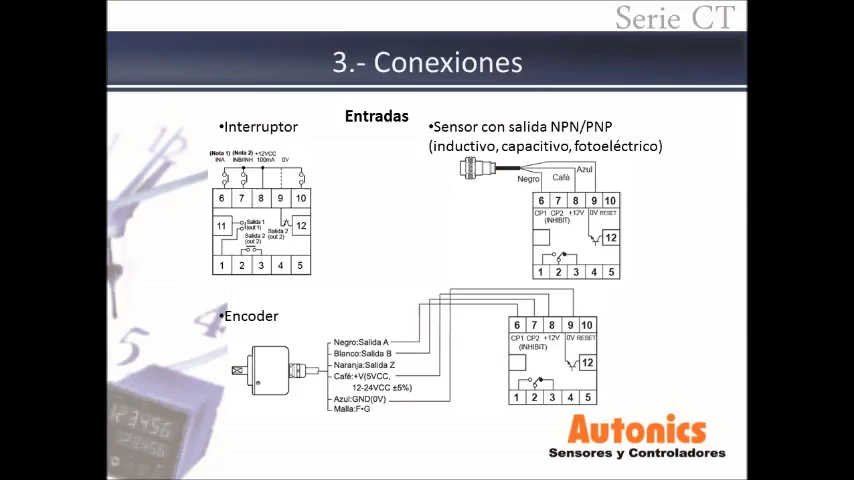 Serie CT
3.- Conexiones
Entradas
•Interruptor
(Nota 1) (Nota 2) +12VCC
INA INB/INH 100mA 0V
6 7 8 9 10
11 Salida 1 (out 1) Salida 2 (out 2) 12
Salida 2 (out 2)
1 2 3 4 5
•Sensor con salida NPN/PNP
(inductivo, capacitivo, fotoeléctrico)
Negro Café Azul
6 7 8 9 10
CP1 CP2 +12V 0V RESET
(INHIBIT)
12
1 2 3 4 5
•Encoder
Negro:Salida A
Blanco:Salida B
Naranja:Salida Z
Café:+V(5VCC,
12-24VCC ±5%)
Azul:GND(0V)
Malla:F•G
6 7 8 9 10
CP1 CP2 +12V 0V RESET
(INHIBIT)
12
1 2 3 4 5
Autonics
Sensores y Controladores